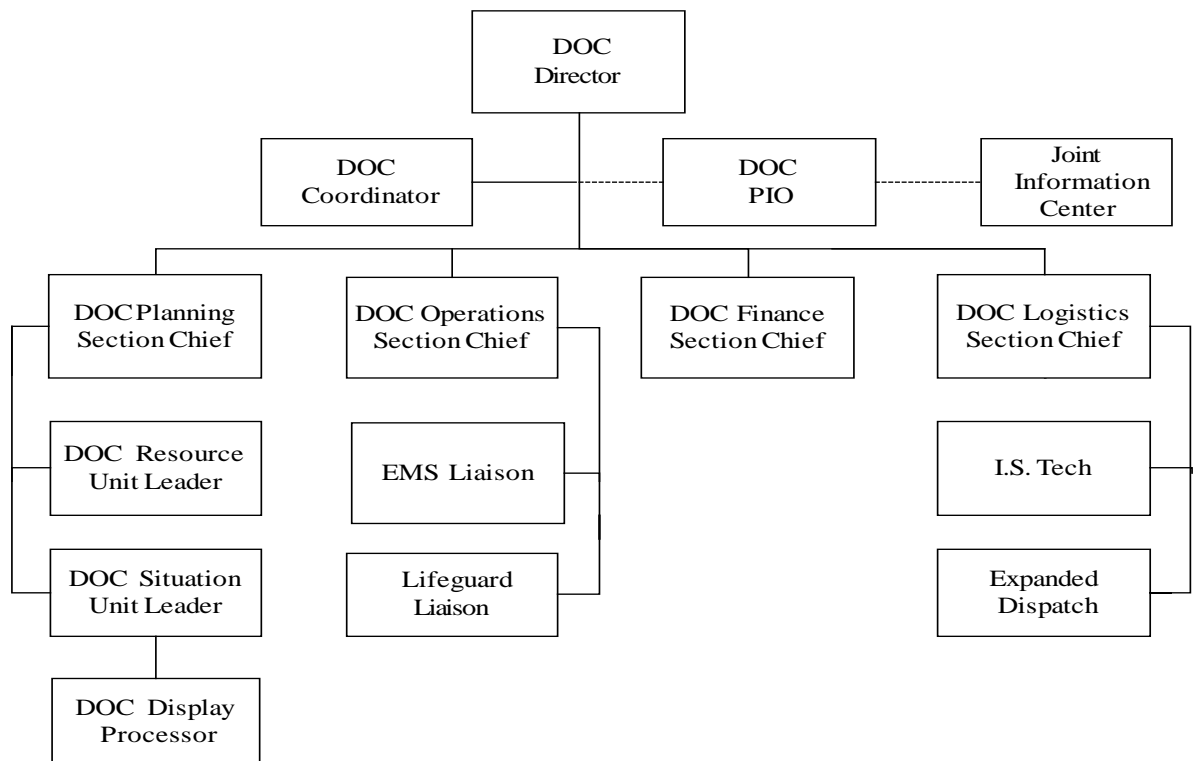 DOC
Director
DOC
Coordinator
DOC
PIO
Joint
Information
Center
DOC Planning
Section Chief
DOC Operations
Section Chief
DOC Finance
Section Chief
DOC Logistics
Section Chief
DOC Resource
Unit Leader
EMS Liaison
I.S. Tech
DOC Situation
Unit Leader
Lifeguard
Liaison
Expanded
Dispatch
DOC Display
Processor